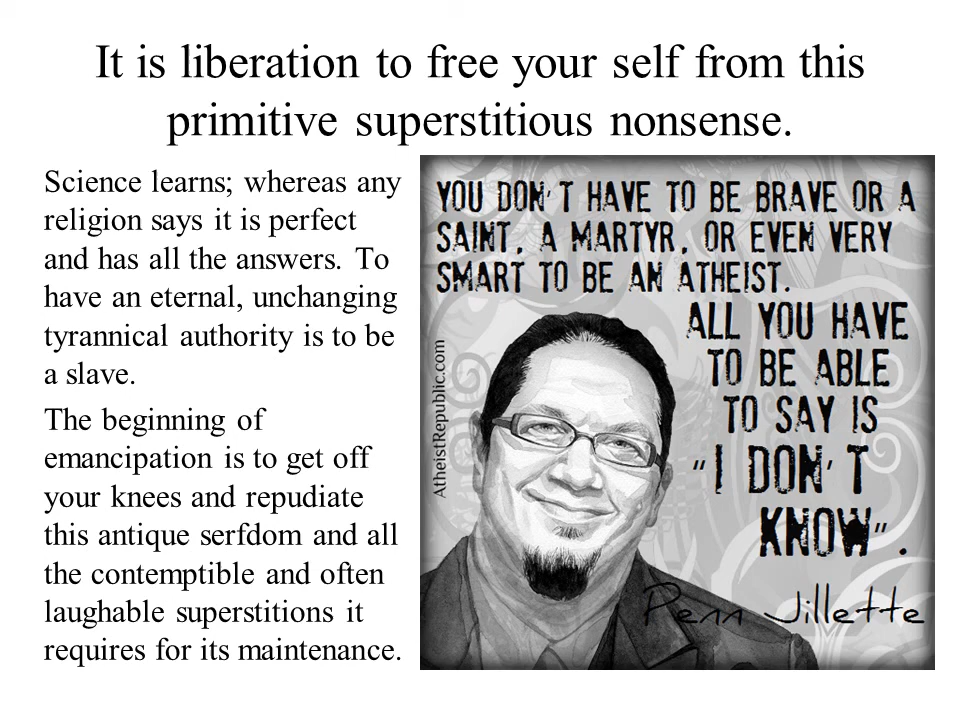 It is liberation to free your self from this
primitive superstitious nonsense.
Science learns; whereas any
religion says it is perfect
and has all the answers. To
have an eternal, unchanging
tyrannical authority is to be
a slave.
The beginning of
emancipation is to get off
your knees and repudiate
this antique serfdom and all
the contemptible and often
laughable superstitions it
requires for its maintenance.
YOU DON'T HAVE TO BE BRAVE OR A
SAINT, A MARTYR, OR EVEN VERY
SMART TO BE AN ATHEIST.
ALL YOU HAVE
TO BE ABLE
TO SAY IS
"I DON'T
KNOW".
Penn Jillette
AtheistRepublic.com